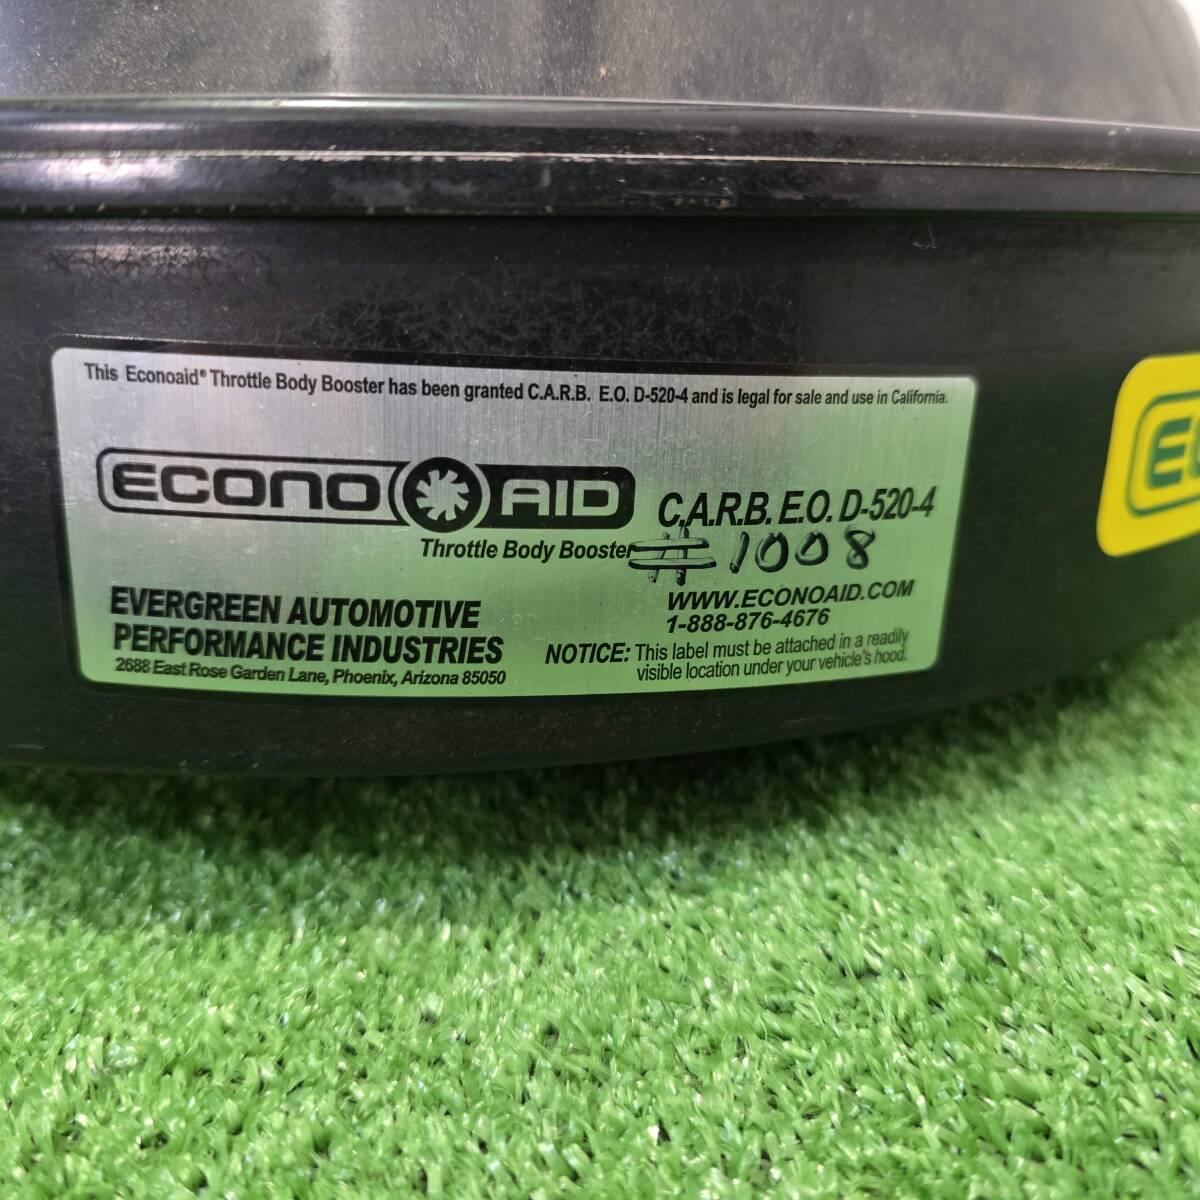 This Econoaid® Throttle Body Booster has been granted C.A.R.B. E.O. D-520-4 and is legal for sale and use in California.
ECONO AID
Throttle Body Booster
C.A.R.B. E.O. D-520-4
#1008
WWW.ECONOAID.COM
1-888-876-4676
EVERGREEN AUTOMOTIVE
PERFORMANCE INDUSTRIES
2688 East Rose Garden Lane, Phoenix, Arizona 85050
NOTICE: This label must be attached in a readily
visible location under your vehicle's hood.